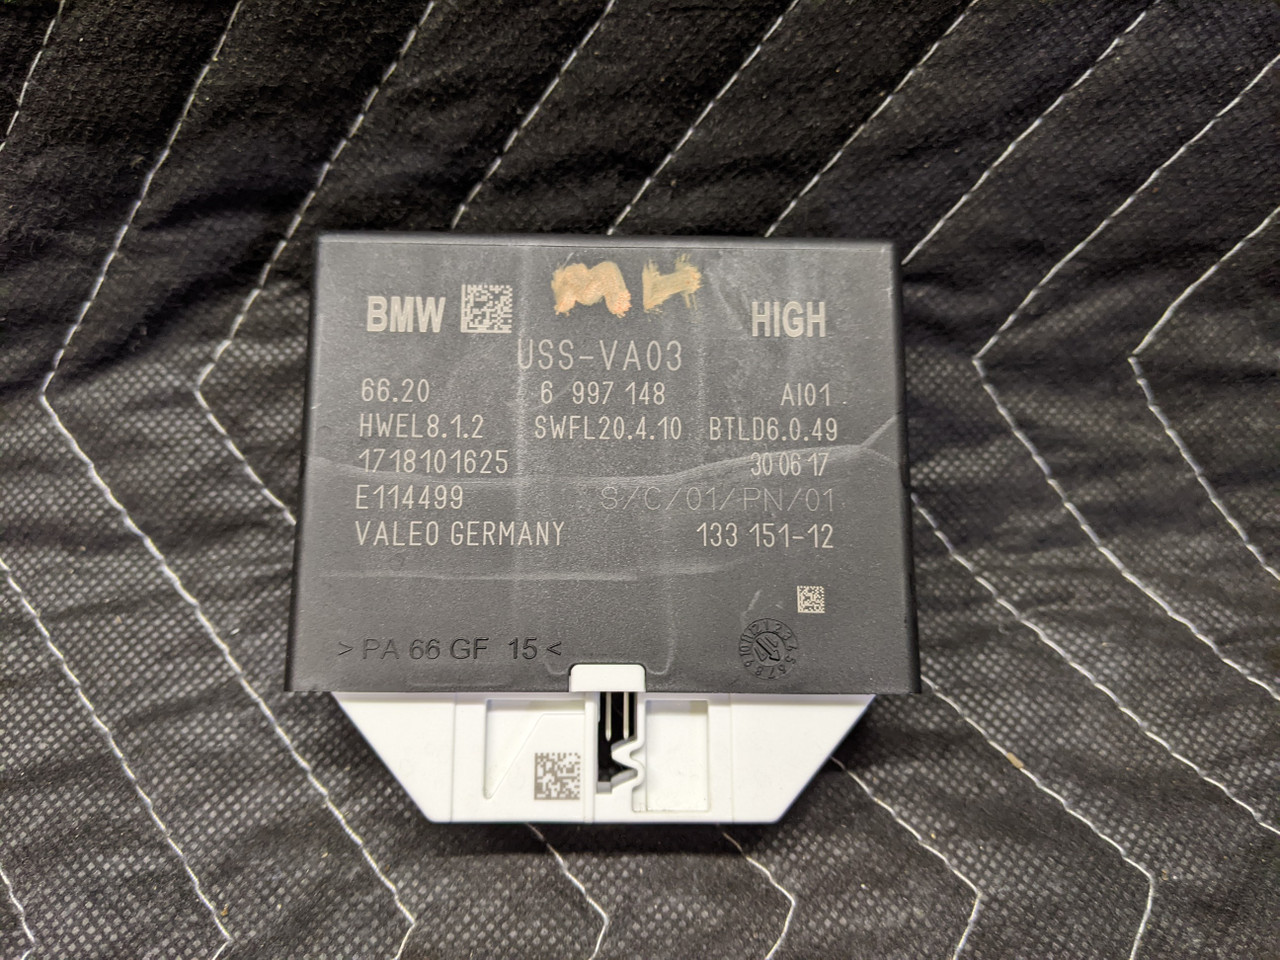 MH
BMW HIGH
USS-VA03
66.20 6 997 148 AI01
HWEL8.1.2 SWFL20.4.10 BTLD6.0.49
1718101625 30 06 17
E114499 S/C/01/PN/01
VALEO GERMANY 133 151-12
>PA 66 GF 15<